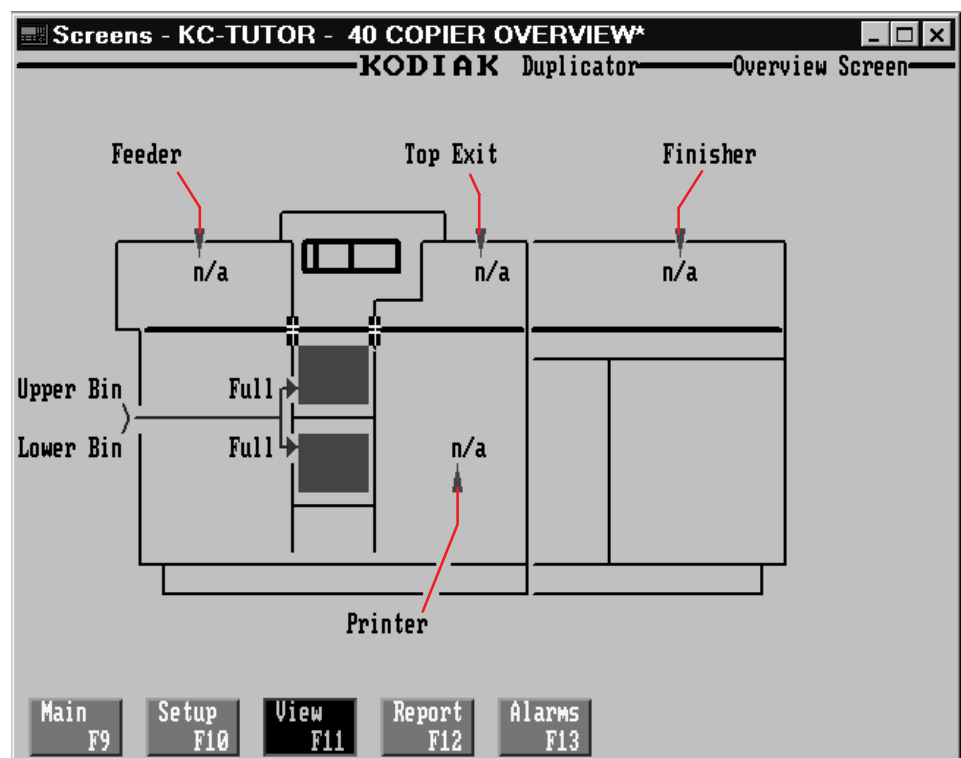 Screens - KC-TUTOR - 40 COPIER OVERVIEW*
KODIAK Duplicator Overview Screen
Feeder Top Exit Finisher
n/a n/a n/a
Upper Bin Full
Lower Bin Full n/a
Printer
Main Setup View Report Alarms
F9 F10 F11 F12 F13